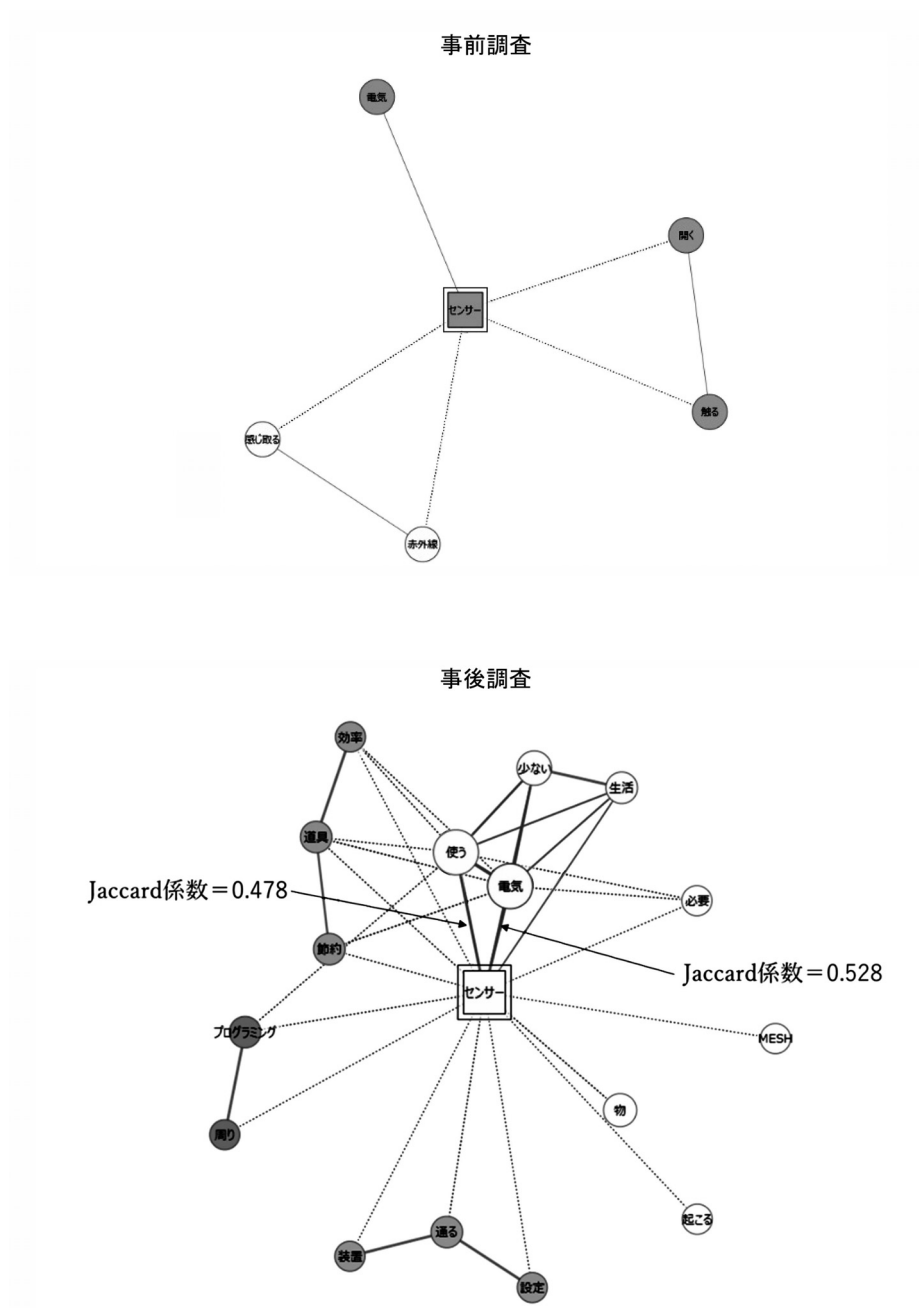 事前調査
電気
開く
センサー
触る
感じ取る
赤外線
事後調査
効率
少ない
生活
道具
使う
電気
Jaccard係数＝0.478
必要
節約
Jaccard係数＝0.528
センサー
プログラミング
MESH
物
周り
起こる
通る
装置
設定